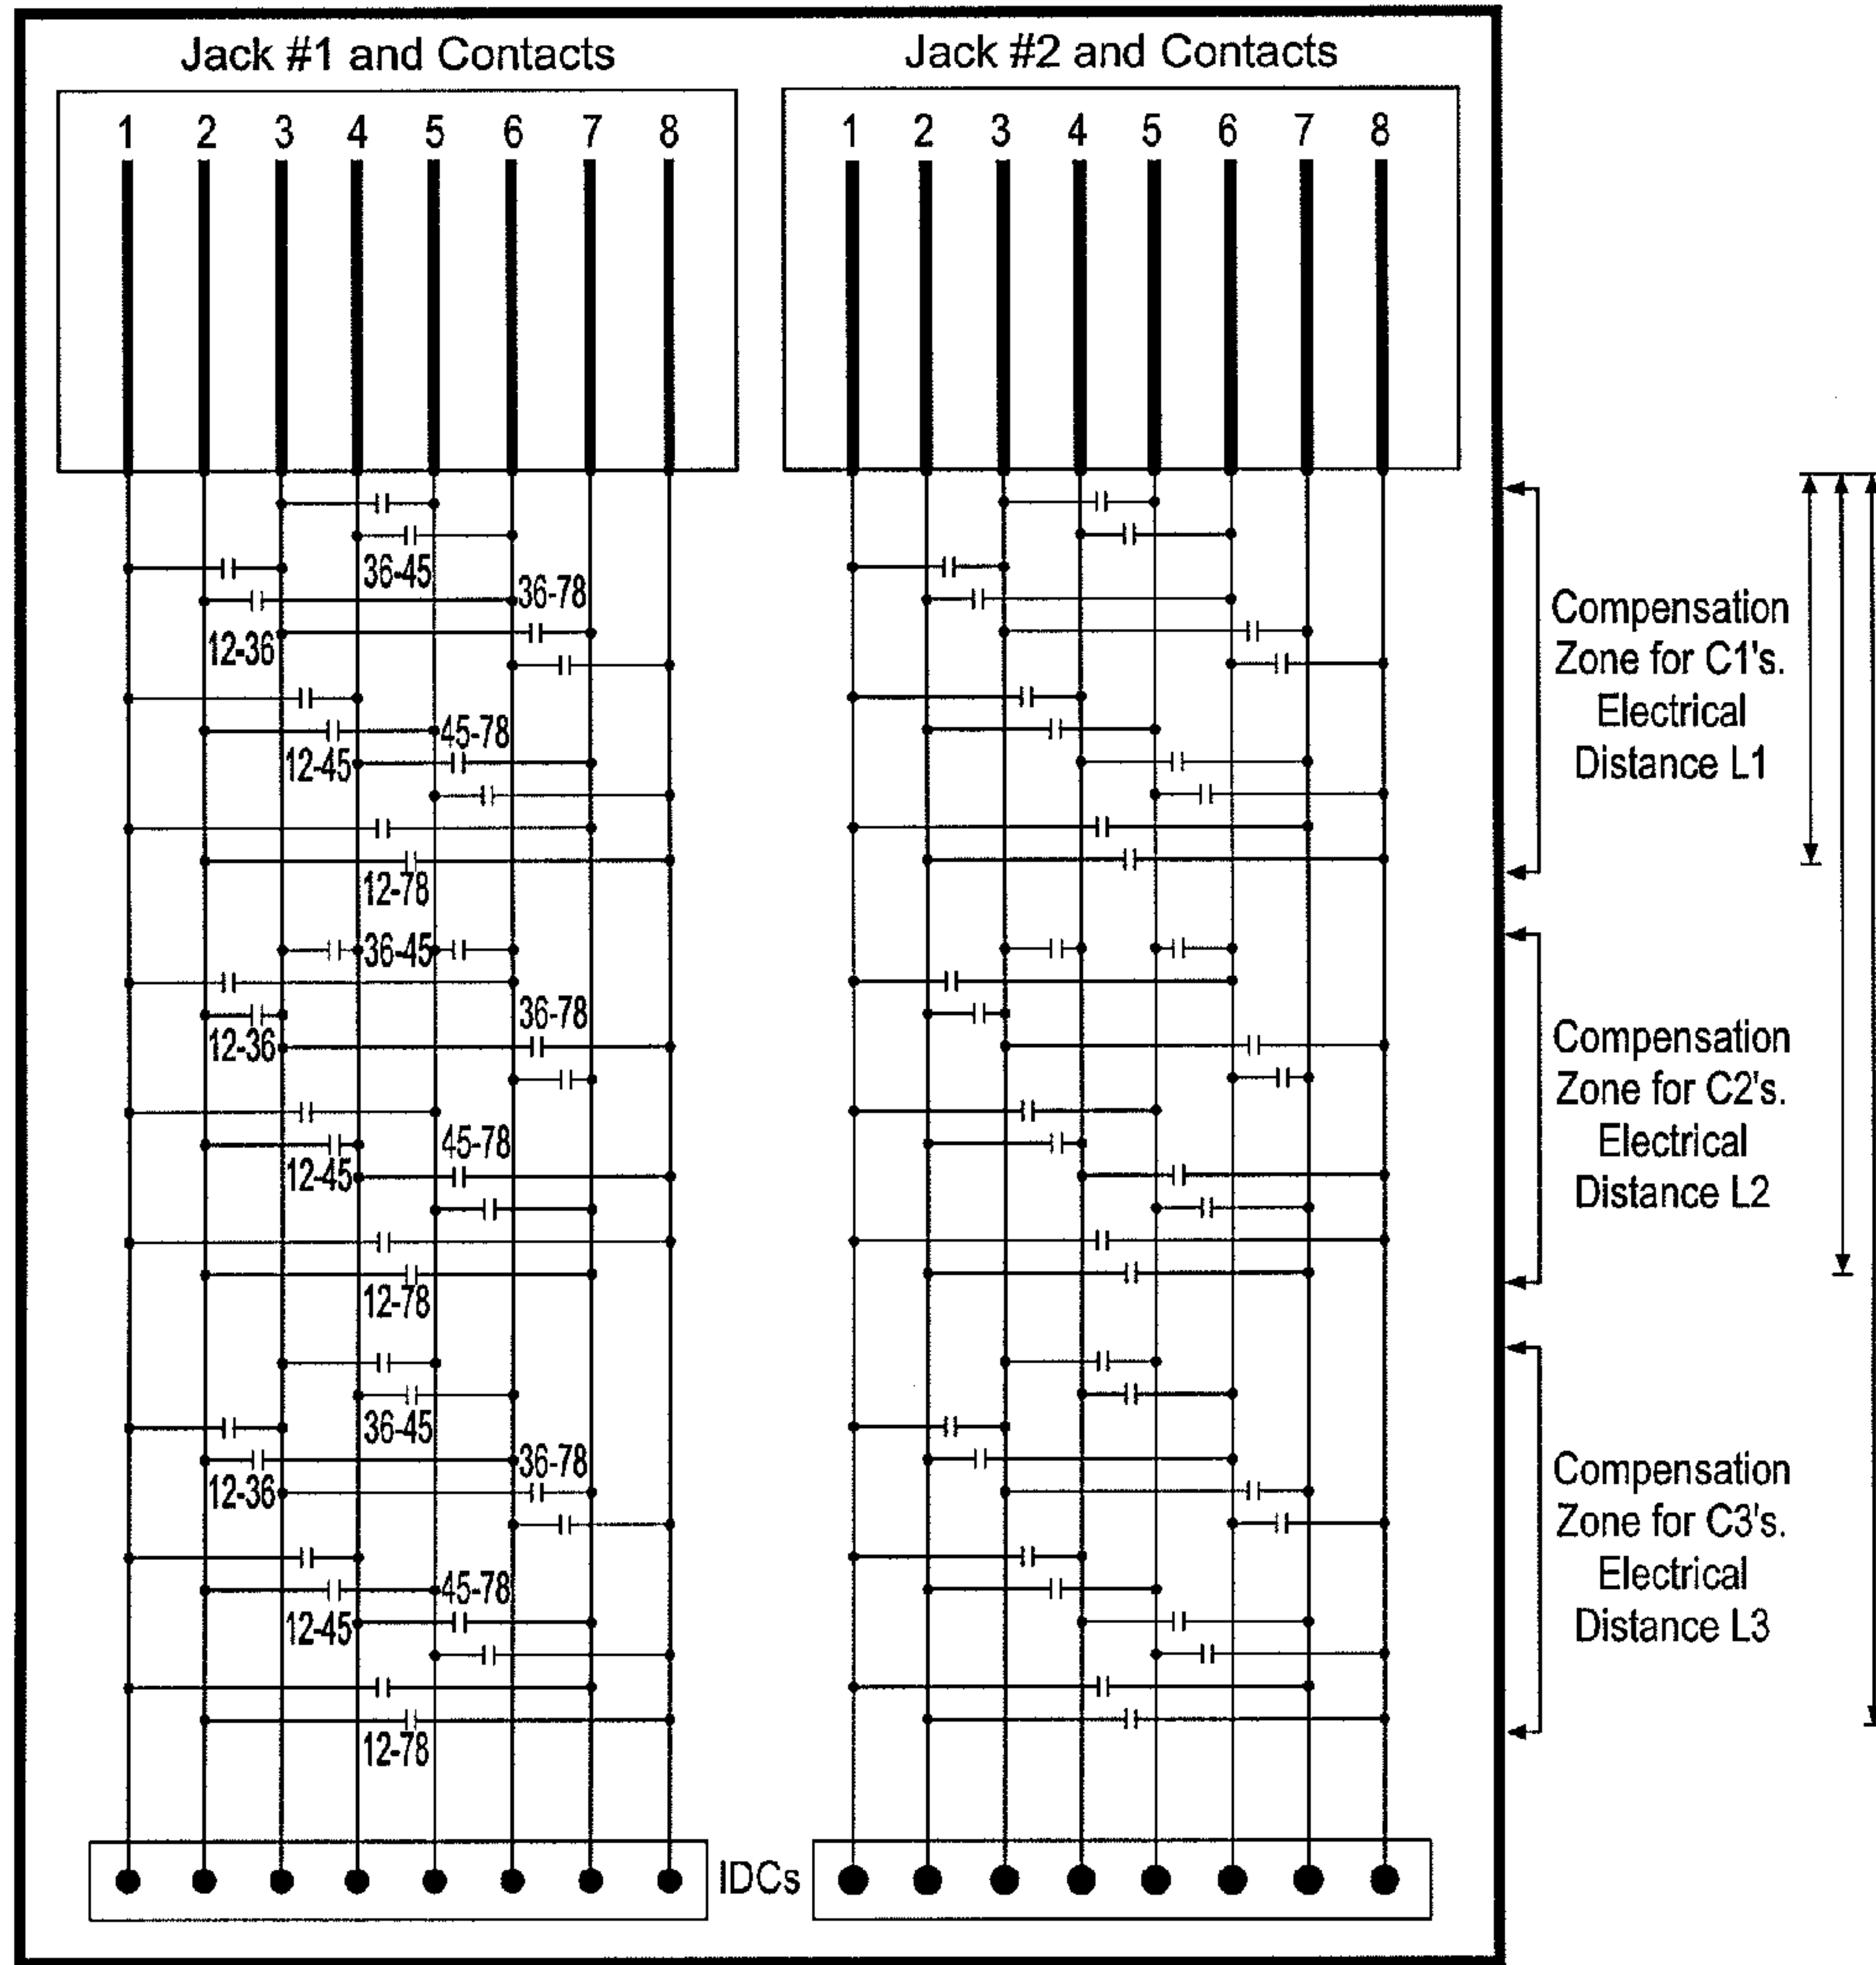 Jack #1 and Contacts
Jack #2 and Contacts
1 2 3 4 5 6 7 8
1 2 3 4 5 6 7 8
36-45
36-78
12-36
45-78
12-45
12-78
Compensation
Zone for C1's.
Electrical
Distance L1
36-45
36-78
12-36
45-78
12-45
12-78
Compensation
Zone for C2's.
Electrical
Distance L2
36-45
36-78
12-36
45-78
12-45
12-78
Compensation
Zone for C3's.
Electrical
Distance L3
IDCs